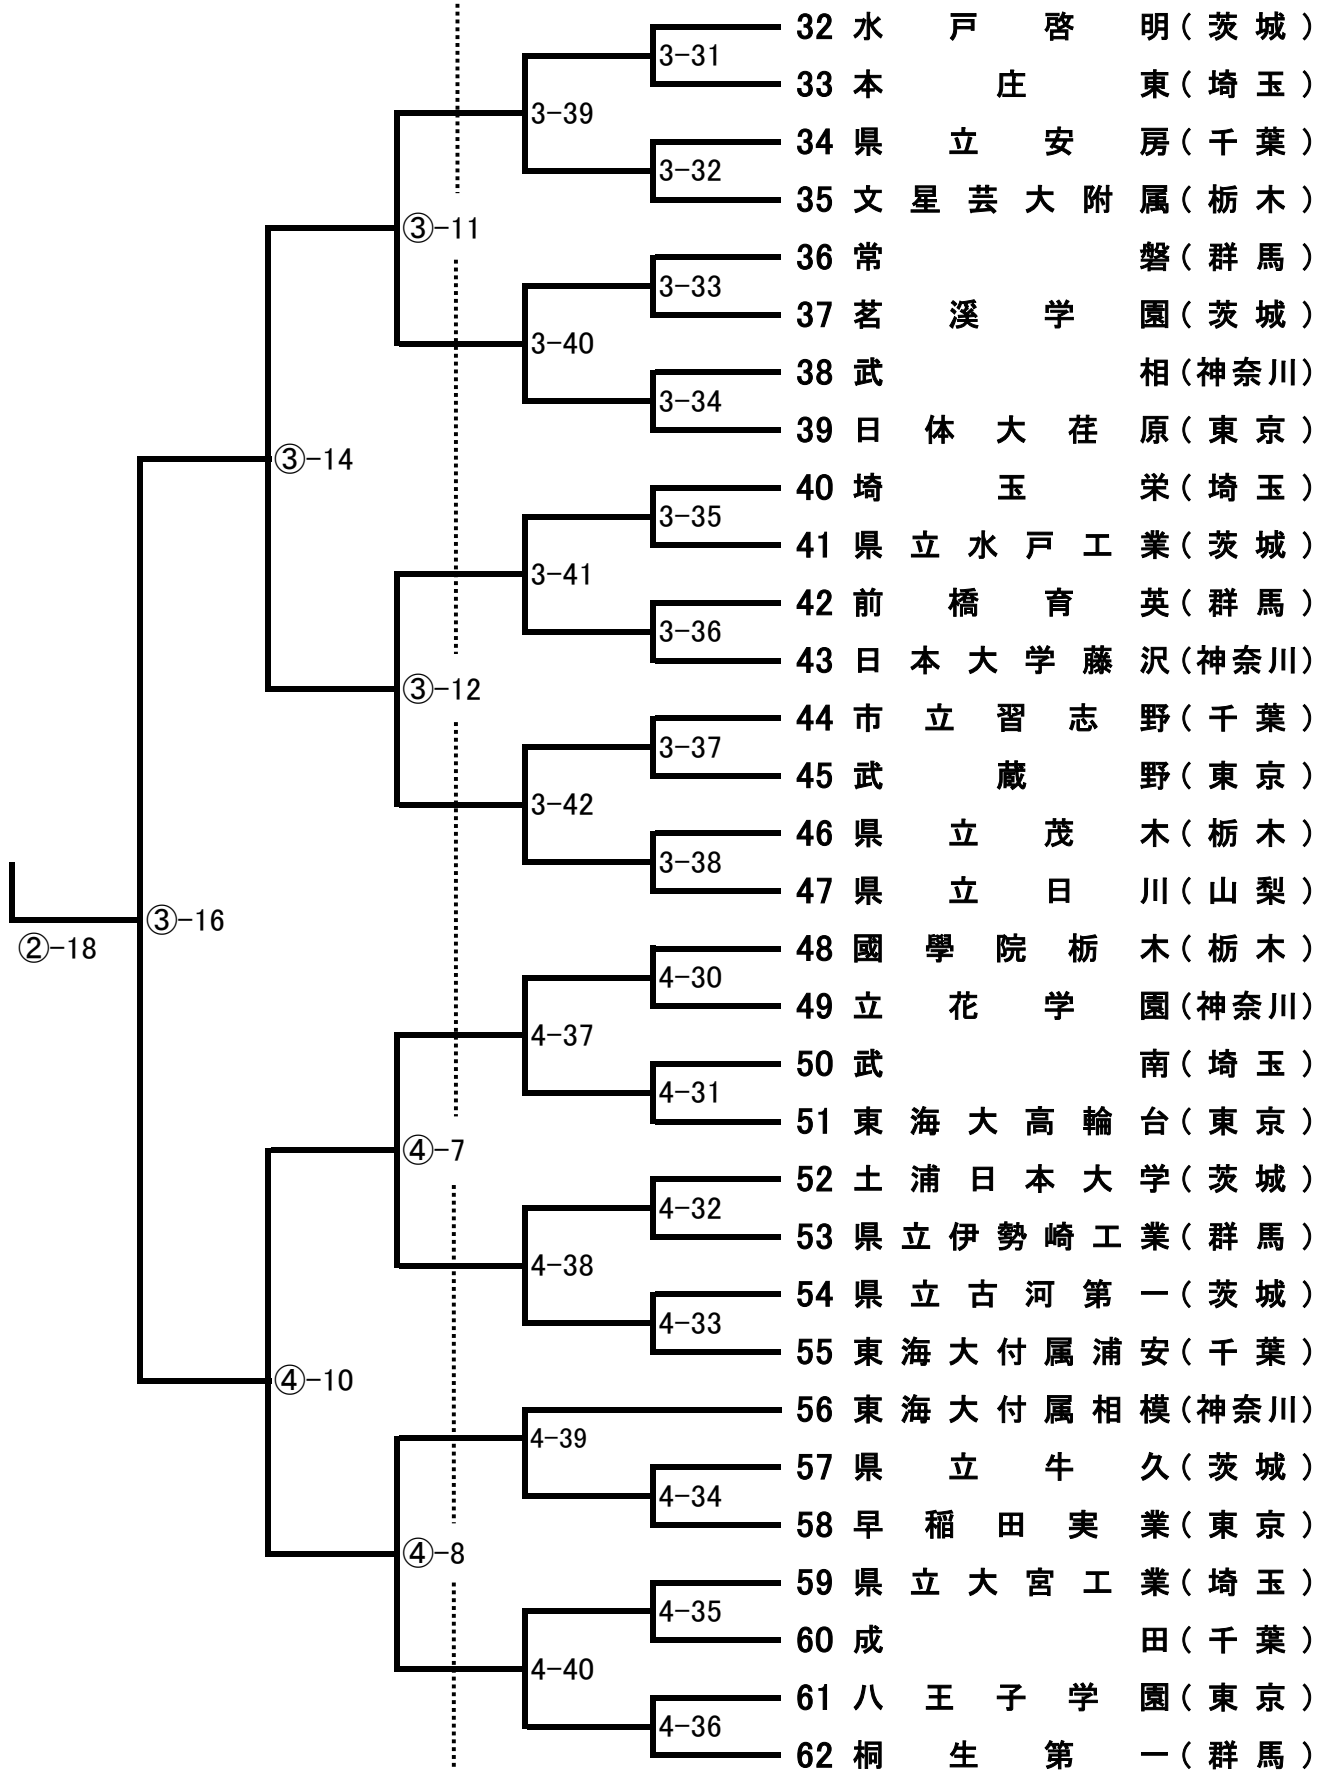 32 水戸啓明(茨城)
3-31
33 本庄東(埼玉)
3-39
34 県立安房(千葉)
3-32
35 文星芸大附属(栃木)
③-11
36 常磐(群馬)
3-33
37 茗溪学園(茨城)
3-40
38 武相(神奈川)
3-34
39 日体大荏原(東京)
③-14
40 埼玉栄(埼玉)
3-35
41 県立水戸工業(茨城)
3-41
42 前橋育英(群馬)
3-36
43 日本大学藤沢(神奈川)
③-12
44 市立習志野(千葉)
3-37
45 武蔵野(東京)
3-42
46 県立茂木(栃木)
3-38
47 県立日川(山梨)
③-16
②-18
48 國學院栃木(栃木)
4-30
49 立花学園(神奈川)
4-37
50 武南(埼玉)
4-31
51 東海大高輪台(東京)
④-7
52 土浦日本大学(茨城)
4-32
53 県立伊勢崎工業(群馬)
4-38
54 県立古河第一(茨城)
4-33
55 東海大付属浦安(千葉)
④-10
56 東海大付属相模(神奈川)
4-39
57 県立牛久(茨城)
4-34
58 早稲田実業(東京)
④-8
59 県立大宮工業(埼玉)
4-35
60 成田(千葉)
4-40
61 八王子学園(東京)
4-36
62 桐生第一(群馬)